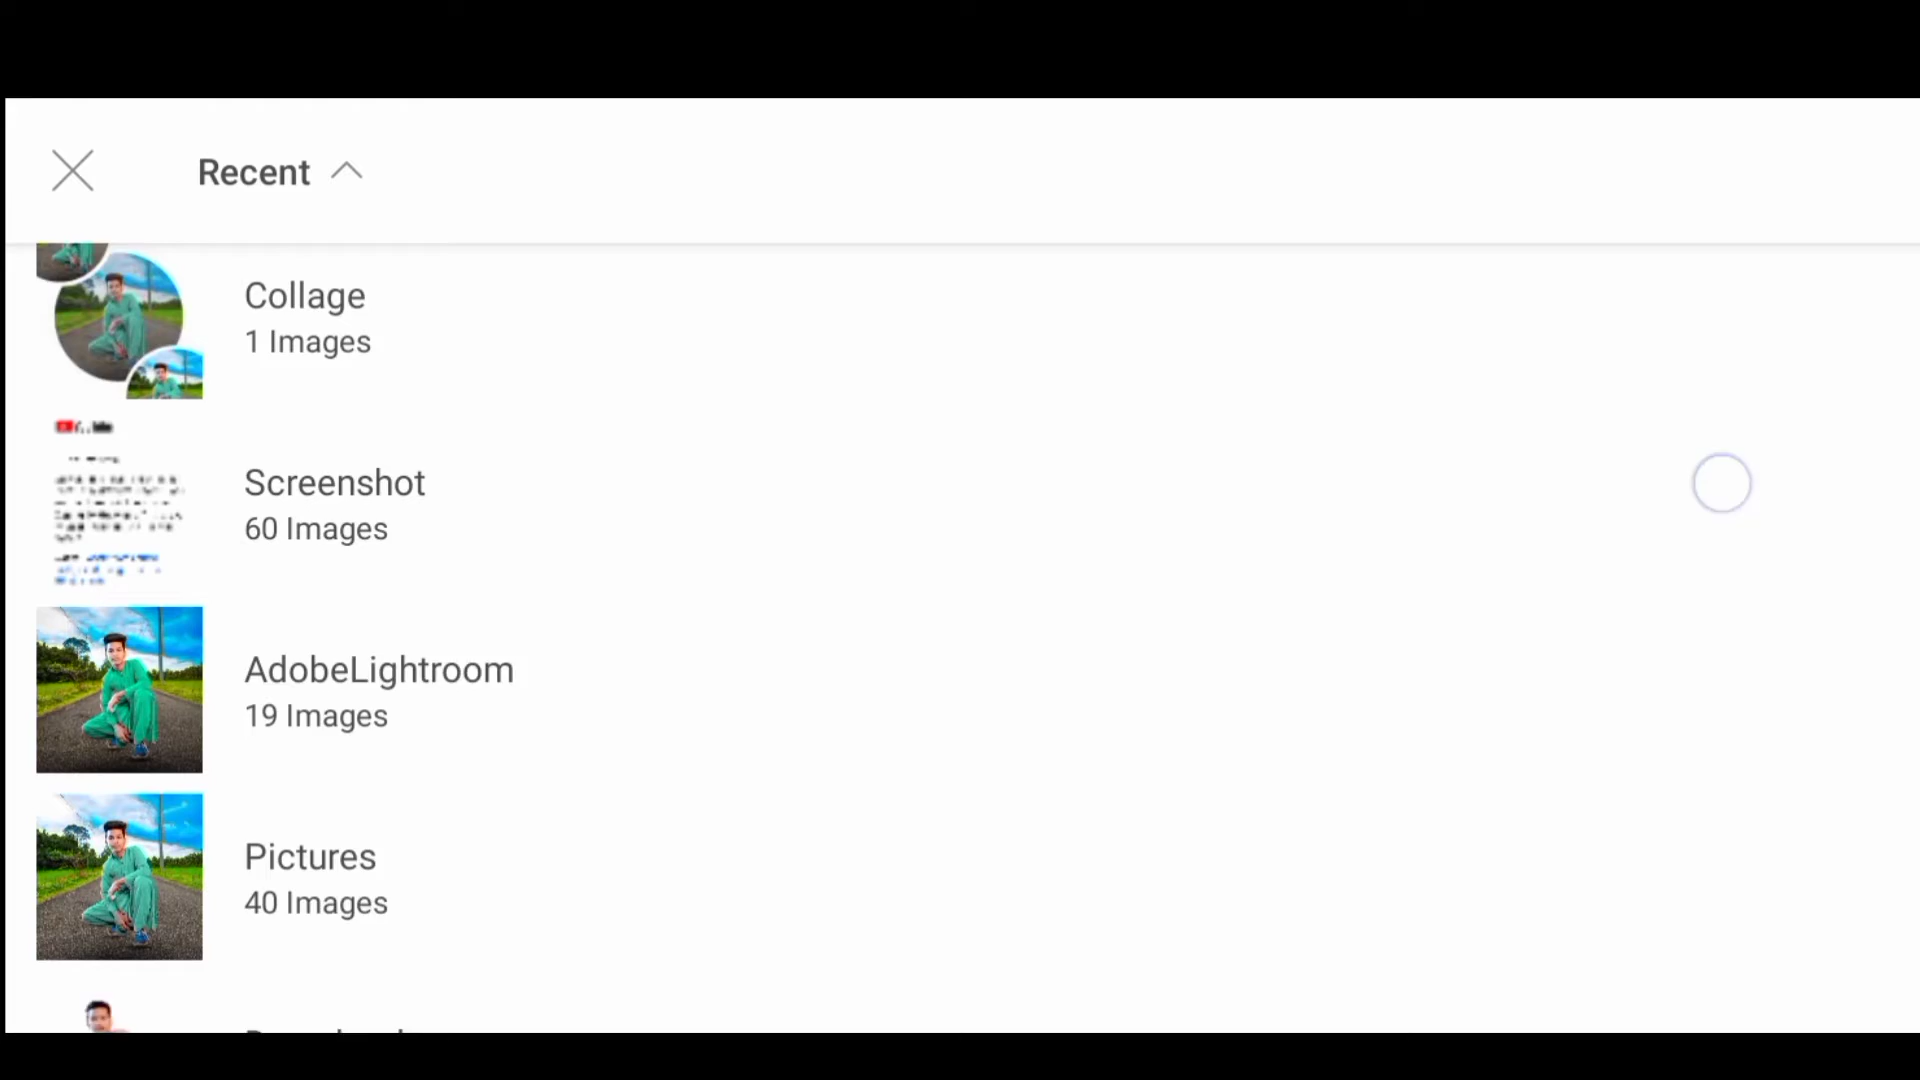 Recent
Collage
1 Images
Screenshot
60 Images
AdobeLightroom
19 Images
Pictures
40 Images